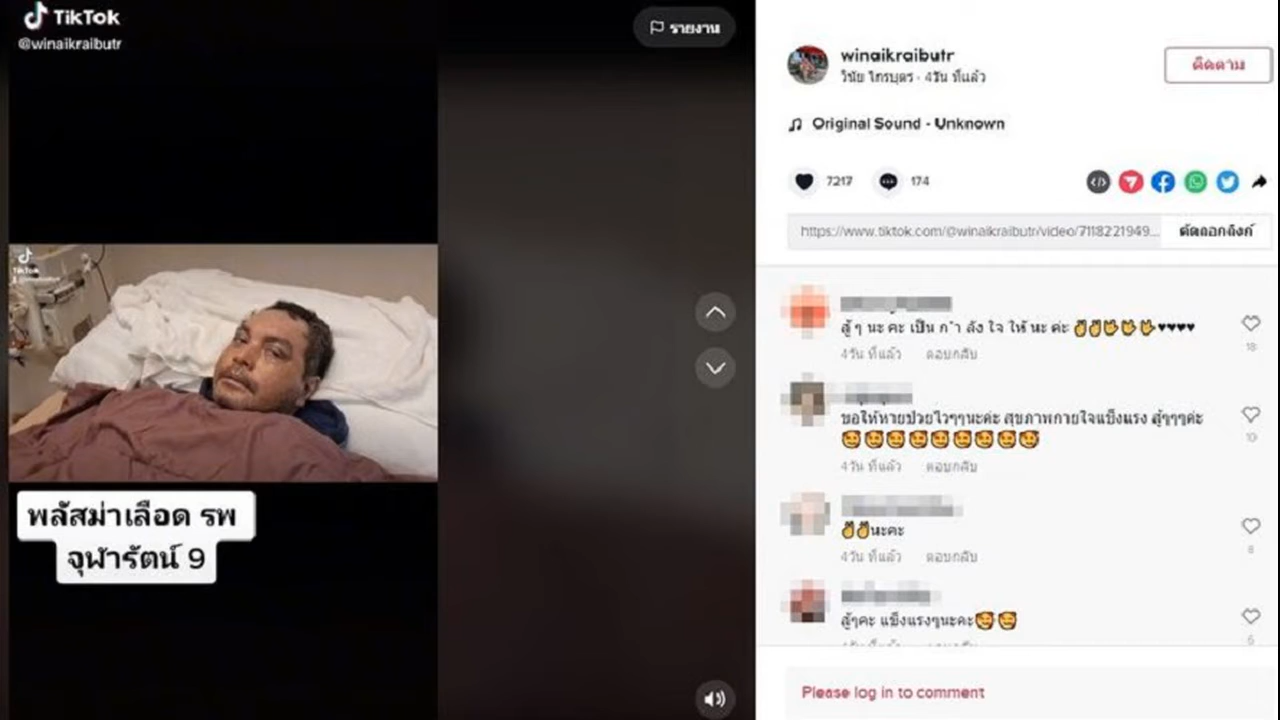 TikTok
@winaikraibutr
รายงาน
TikTok
พลัสม่าเลือด รพ
จุฬารัตน์ 9
winaikraibutr
วินัย ไกรบุตร · 4วัน ที่แล้ว
ติดตาม
Original Sound - Unknown
7217
174
https://www.tiktok.com/@winaikraibutr/video/7118221949...
คัดลอกลิงก์
สู้ ๆ นะ คะ เป็น กำ ลัง ใจ ให้ นะ ค่ะ ✌✌🖐🖐🖐♥♥♥♥
18
4วัน ที่แล้ว ตอบกลับ
ขอให้หายป่วยไวๆๆนะค่ะ สุขภาพกายใจแข็งแรง สู้ๆๆๆค่ะ
🥰🥰🥰🥰🥰🥰🥰🥰🥰
10
4วัน ที่แล้ว ตอบกลับ
✌✌นะคะ
8
4วัน ที่แล้ว ตอบกลับ
สู้ๆคะ แข็งแรงๆนะคะ🥰🥰
6
Please log in to comment